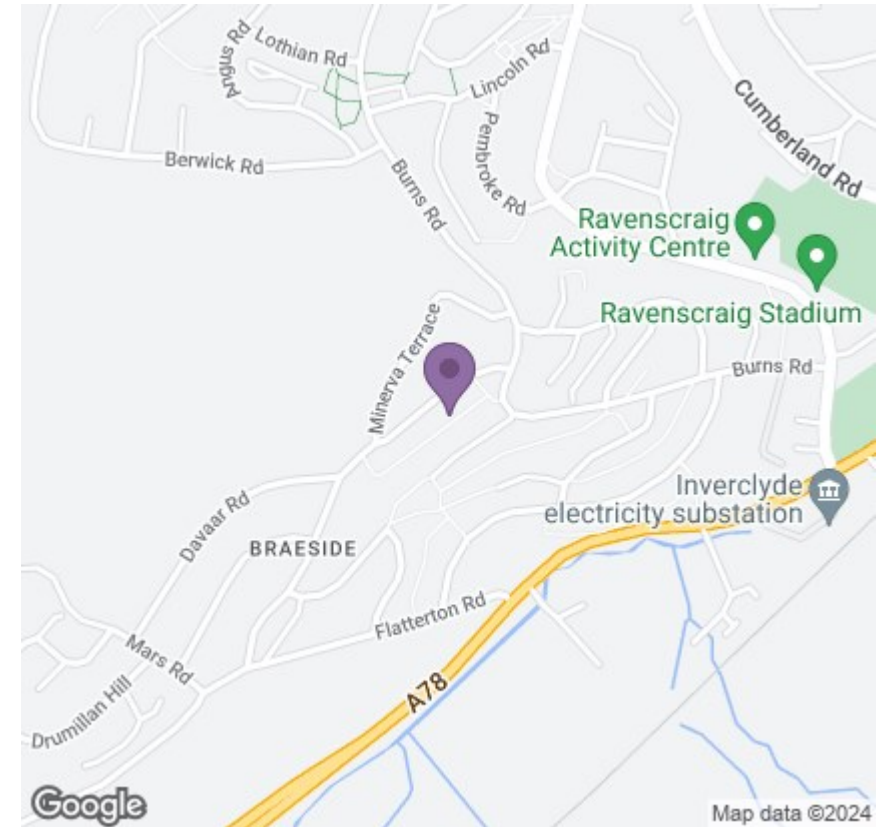 Lothian Rd
Angus Rd
Lincoln Rd
Pembroke Rd
Cumberland Rd
Berwick Rd
Burns Rd
Ravenscraig
Activity Centre
Ravenscraig Stadium
Minerva Terrace
Burns Rd
Inverclyde
electricity substation
Davaar Rd
BRAESIDE
Flatterton Rd
Mars Rd
A78
Drumillan Hill
Google
Map data ©2024